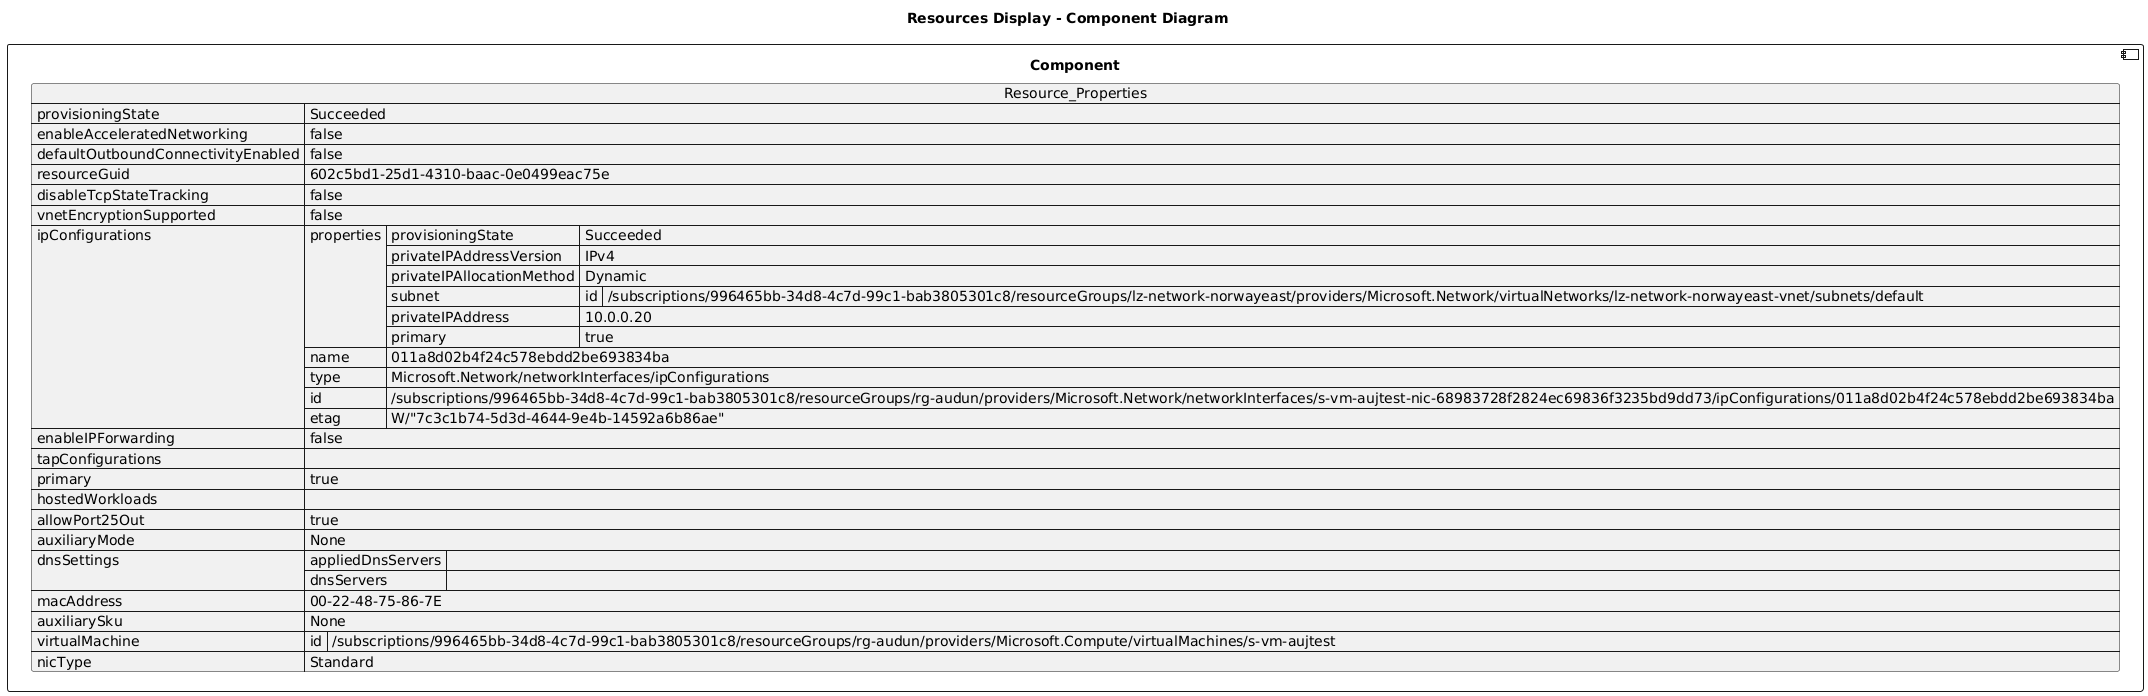 Resources Display - Component Diagram
Component
Resource_Properties
provisioningState Succeeded
enableAcceleratedNetworking false
defaultOutboundConnectivityEnabled false
resourceGuid 602c5bd1-25d1-4310-baac-0e0499eac75e
disableTcpStateTracking false
vnetEncryptionSupported false
ipConfigurations properties provisioningState Succeeded
privateIPAddressVersion IPv4
privateIPAllocationMethod Dynamic
subnet id /subscriptions/996465bb-34d8-4c7d-99c1-bab3805301c8/resourceGroups/lz-network-norwayeast/providers/Microsoft.Network/virtualNetworks/lz-network-norwayeast-vnet/subnets/default
privateIPAddress 10.0.0.20
primary true
name 011a8d02b4f24c578ebdd2be693834ba
type Microsoft.Network/networkInterfaces/ipConfigurations
id /subscriptions/996465bb-34d8-4c7d-99c1-bab3805301c8/resourceGroups/rg-audun/providers/Microsoft.Network/networkInterfaces/s-vm-aujtest-nic-68983728f2824ec69836f3235bd9dd73/ipConfigurations/011a8d02b4f24c578ebdd2be693834ba
etag W/"7c3c1b74-5d3d-4644-9e4b-14592a6b86ae"
enableIPForwarding false
tapConfigurations
primary true
hostedWorkloads
allowPort25Out true
auxiliaryMode None
dnsSettings appliedDnsServers
dnsServers
macAddress 00-22-48-75-86-7E
auxiliarySku None
virtualMachine id /subscriptions/996465bb-34d8-4c7d-99c1-bab3805301c8/resourceGroups/rg-audun/providers/Microsoft.Compute/virtualMachines/s-vm-aujtest
nicType Standard